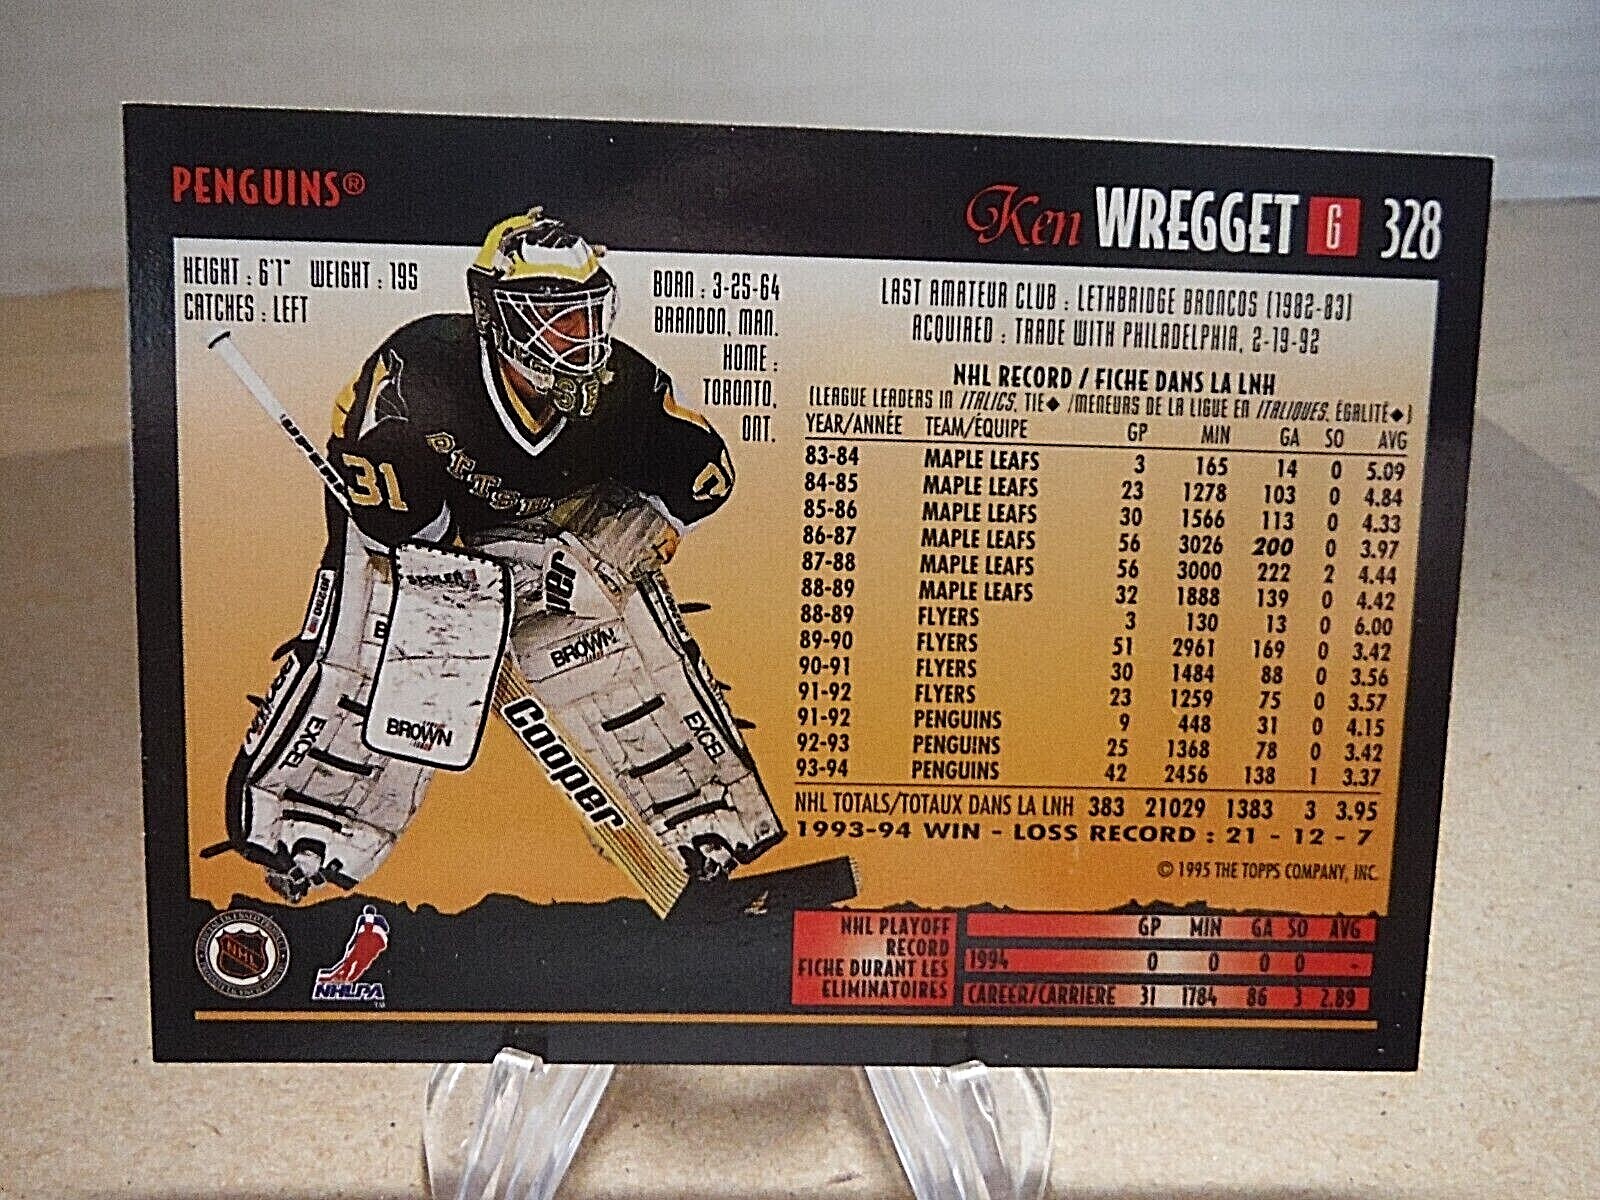 PENGUINS®
Ken WREGGET G 328
HEIGHT : 6'1" WEIGHT : 195
CATCHES : LEFT
BORN : 3-25-64
BRANDON, MAN.
HOME :
TORONTO,
ONT.
LAST AMATEUR CLUB : LETHBRIDGE BRONCOS (1982-83)
ACQUIRED : TRADE WITH PHILADELPHIA, 2-19-92
NHL RECORD / FICHE DANS LA LNH
(LEAGUE LEADERS IN ITALICS, TIE◆ /MENEURS DE LA LIGUE EN ITALIQUES, ÉGALITÉ◆)
YEAR/ANNÉE TEAM/ÉQUIPE GP MIN GA SO AVG
83-84 MAPLE LEAFS 3 165 14 0 5.09
84-85 MAPLE LEAFS 23 1278 103 0 4.84
85-86 MAPLE LEAFS 30 1566 113 0 4.33
86-87 MAPLE LEAFS 56 3026 200 0 3.97
87-88 MAPLE LEAFS 56 3000 222 2 4.44
88-89 MAPLE LEAFS 32 1888 139 0 4.42
88-89 FLYERS 3 130 13 0 6.00
89-90 FLYERS 51 2961 169 0 3.42
90-91 FLYERS 30 1484 88 0 3.56
91-92 FLYERS 23 1259 75 0 3.57
91-92 PENGUINS 9 448 31 0 4.15
92-93 PENGUINS 25 1368 78 0 3.42
93-94 PENGUINS 42 2456 138 1 3.37
NHL TOTALS/TOTAUX DANS LA LNH 383 21029 1383 3 3.95
1993-94 WIN - LOSS RECORD : 21 - 12 - 7
© 1995 THE TOPPS COMPANY, INC.
NHL PLAYOFF
RECORD
FICHE DURANT LES
ELIMINATOIRES
GP MIN GA SO AVG
1994 0 0 0 0 -
CAREER/CARRIERE 31 1784 86 3 2.89
31
SPOILER
BROWN
BROWN
EXCEL
EXCEL
Cooper
NHLPA
TM